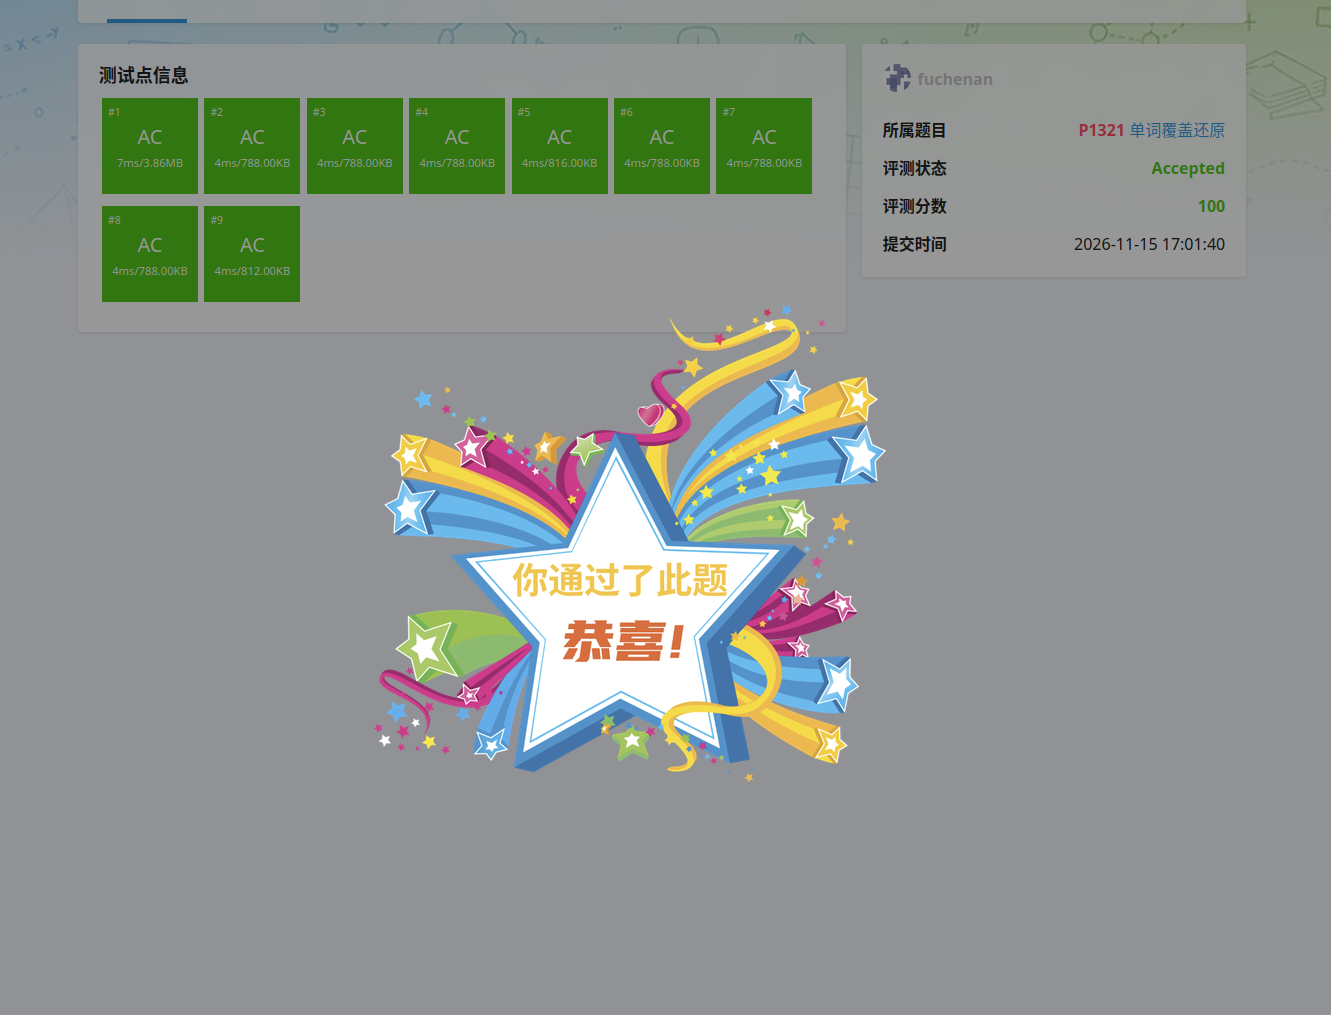 测试点信息
#1
AC
7ms/3.86MB
#2
AC
4ms/788.00KB
#3
AC
4ms/788.00KB
#4
AC
4ms/788.00KB
#5
AC
4ms/816.00KB
#6
AC
4ms/788.00KB
#7
AC
4ms/788.00KB
#8
AC
4ms/788.00KB
#9
AC
4ms/812.00KB
fuchenan
所属题目 P1321 单词覆盖还原
评测状态 Accepted
评测分数 100
提交时间 2026-11-15 17:01:40
你通过了此题
恭喜!